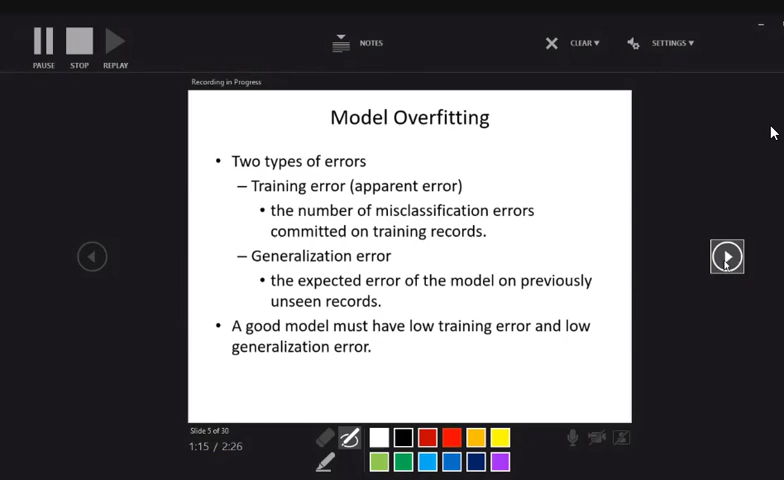 PAUSE STOP REPLAY
NOTES
CLEAR
SETTINGS
Recording in Progress
Model Overfitting
• Two types of errors
– Training error (apparent error)
• the number of misclassification errors
committed on training records.
– Generalization error
• the expected error of the model on previously
unseen records.
• A good model must have low training error and low
generalization error.
Slide 5 of 30
1:15 / 2:26